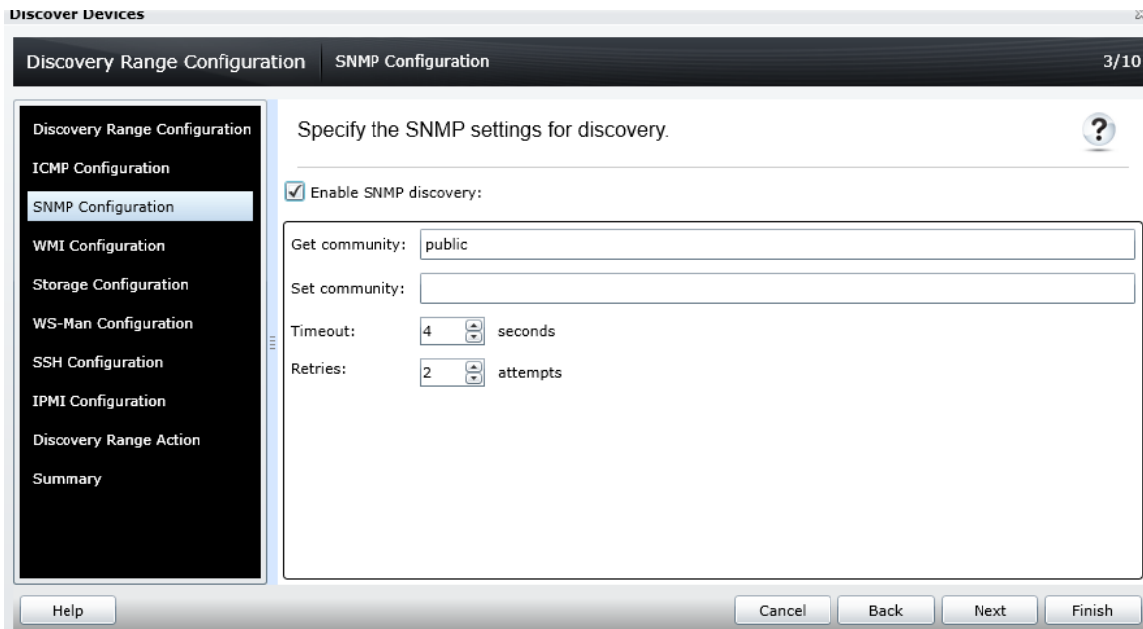 Discover Devices
Discovery Range Configuration SNMP Configuration 3/10
Discovery Range Configuration
ICMP Configuration
SNMP Configuration
WMI Configuration
Storage Configuration
WS-Man Configuration
SSH Configuration
IPMI Configuration
Discovery Range Action
Summary
Specify the SNMP settings for discovery.
?
Enable SNMP discovery:
Get community: public
Set community:
Timeout: 4 seconds
Retries: 2 attempts
Help Cancel Back Next Finish